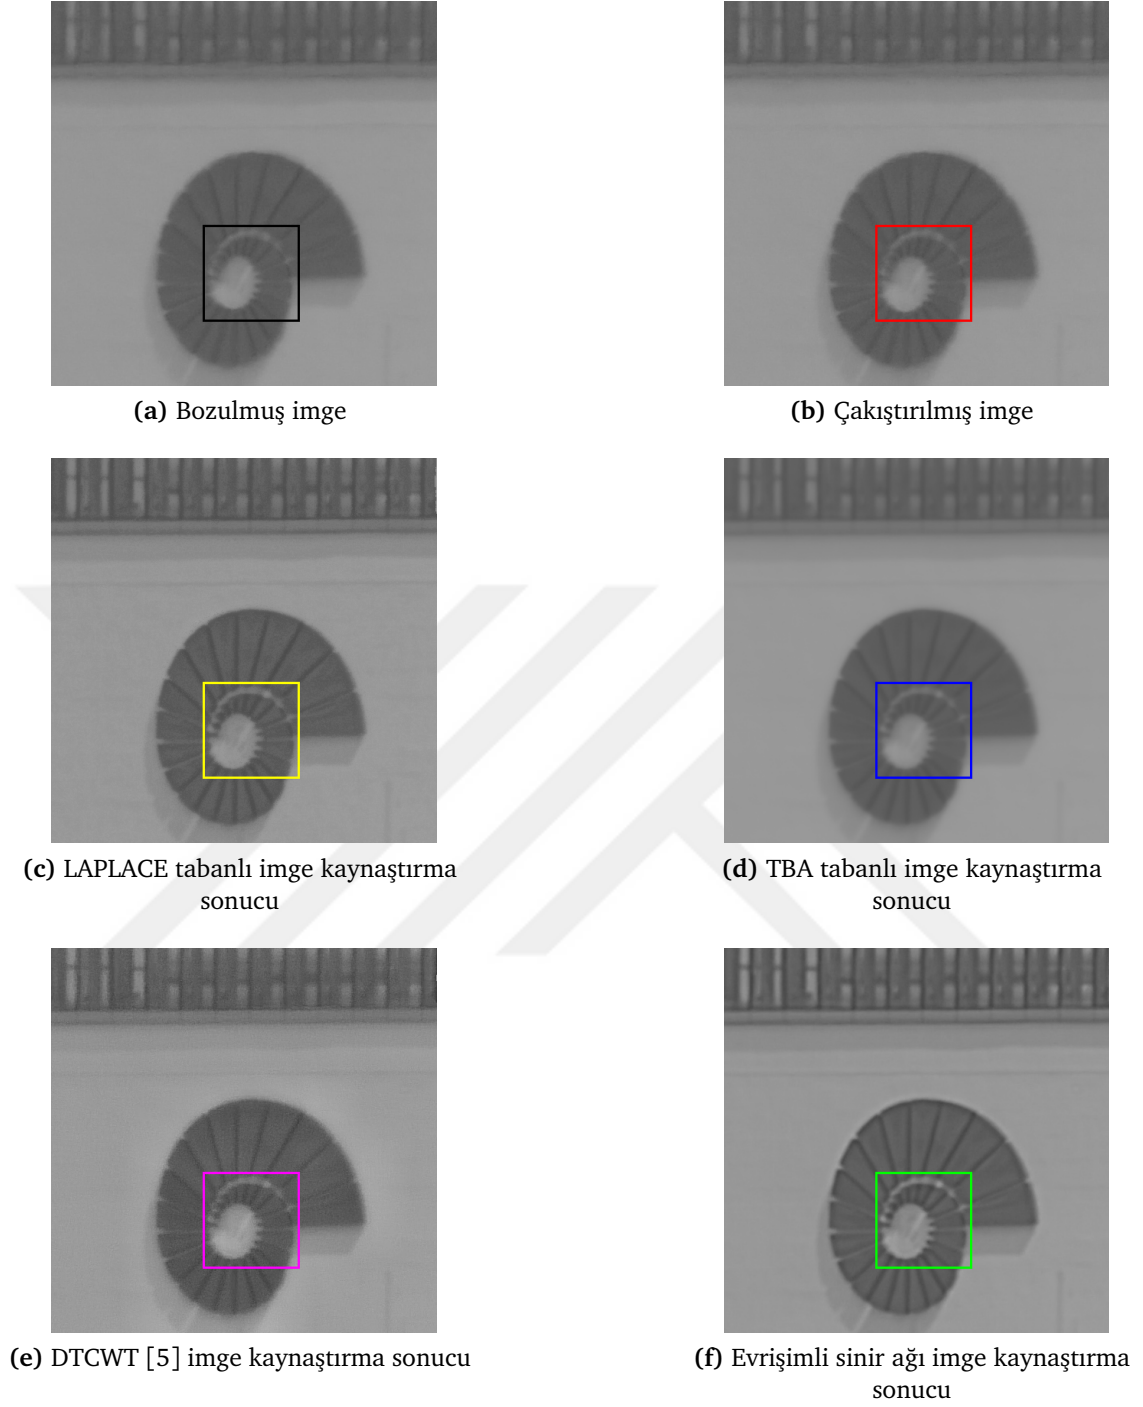 (a) Bozulmuş imge
(b) Çakıştırılmış imge
(c) LAPLACE tabanlı imge kaynaştırma
sonucu
(d) TBA tabanlı imge kaynaştırma
sonucu
(e) DTCWT [5] imge kaynaştırma sonucu
(f) Evrişimli sinir ağı imge kaynaştırma
sonucu